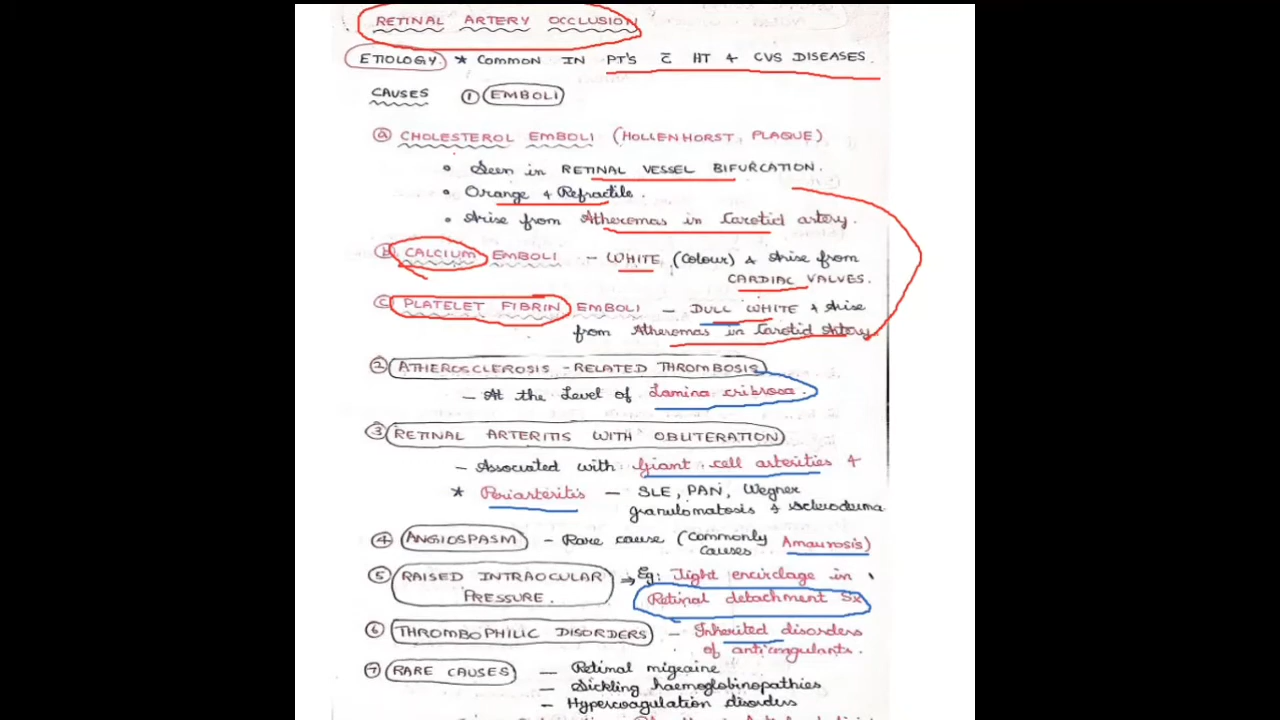 RETINAL ARTERY OCCLUSION
ETIOLOGY. * COMMON IN PT'S C̄ HT & CVS DISEASES.
CAUSES ① EMBOLI
ⓐ CHOLESTEROL EMBOLI (HOLLENHORST PLAQUE)
• Seen in RETINAL VESSEL BIFURCATION.
• Orange & Refractile.
• Arise from Atheromas in Carotid artery.
ⓑ CALCIUM EMBOLI - WHITE (Colour) & Arise from
CARDIAC VALVES.
ⓒ PLATELET FIBRIN EMBOLI - DULL WHITE & Arise
from Atheromas in Carotid Artery
② ATHEROSCLEROSIS - RELATED THROMBOSIS
- At the Level of Lamina cribrosa.
③ RETINAL ARTERITIS WITH OBLITERATION
- Associated with Giant cell arterities &
* Periarteritis - SLE, PAN, Wegner
granulomatosis & scleroderma
④ ANGIOSPASM - Rare cause (Commonly
causes Amaurosis)
⑤ RAISED INTRAOCULAR → Eg: Tight encirclage in
PRESSURE. Retinal detachment Sx
⑥ THROMBOPHILIC DISORDERS - Inherited disorders
of anticongulants.
⑦ RARE CAUSES - Retinal migraine
- Sickling haemoglobinopathies
- Hypercoagulation disorders